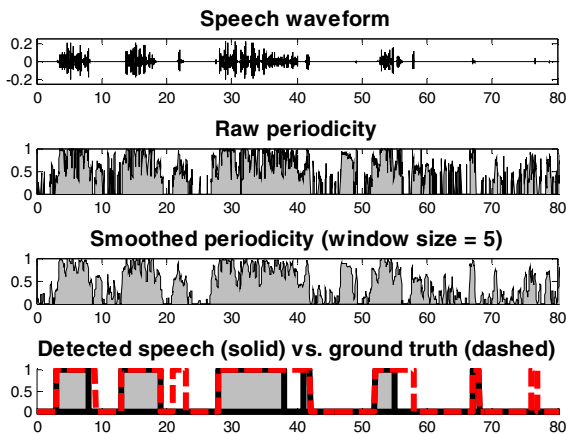 Speech waveform
0.2
0
-0.2
0 10 20 30 40 50 60 70 80
Raw periodicity
1
0.5
0
0 10 20 30 40 50 60 70 80
Smoothed periodicity (window size = 5)
1
0.5
0
0 10 20 30 40 50 60 70 80
Detected speech (solid) vs. ground truth (dashed)
1
0.5
0
0 10 20 30 40 50 60 70 80